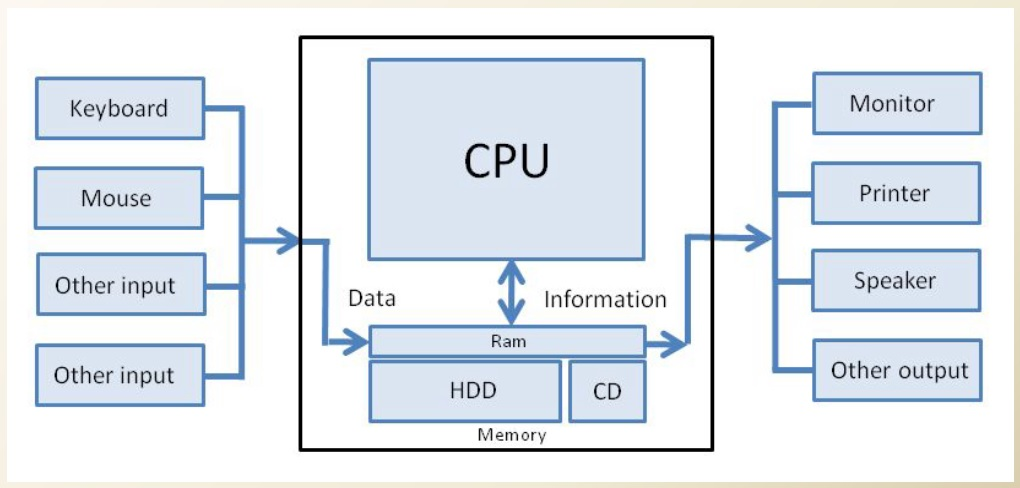 Keyboard
Mouse
Other input
Other input
CPU
Data
Information
Ram
HDD
CD
Memory
Monitor
Printer
Speaker
Other output